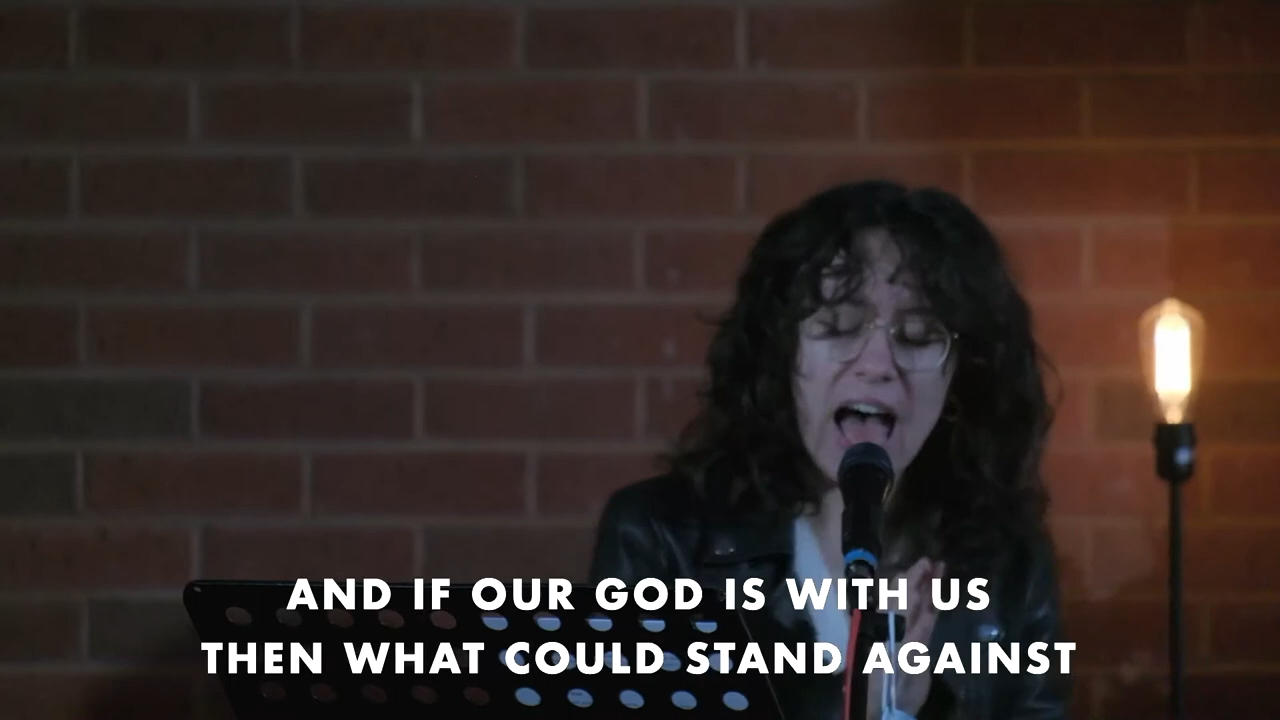 AND IF OUR GOD IS WITH US
THEN WHAT COULD STAND AGAINST